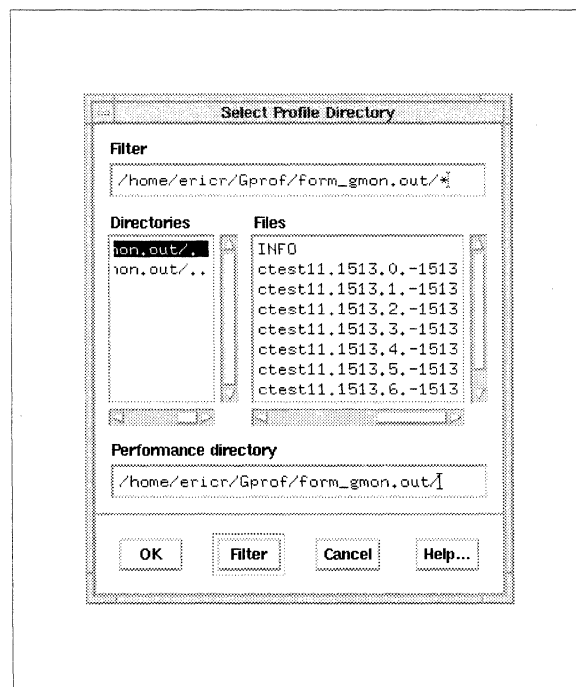 Select Profile Directory
Filter
/home/ericr/Gprof/form_gmon.out/*
Directories
Files
mon.out/.
mon.out/..
INFO
ctest11.1513.0.-1513
ctest11.1513.1.-1513
ctest11.1513.2.-1513
ctest11.1513.3.-1513
ctest11.1513.4.-1513
ctest11.1513.5.-1513
ctest11.1513.6.-1513
Performance directory
/home/ericr/Gprof/form_gmon.out/
OK
Filter
Cancel
Help...